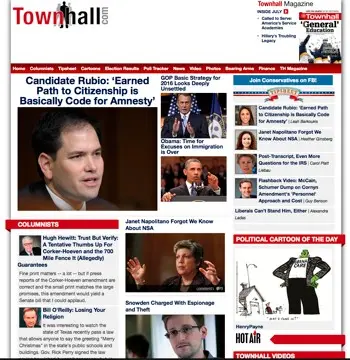 Townhall.com
Townhall Magazine
INSIDE JULY
Called to Serve:
America's Service
Academies
Hillary's Troubling
Legacy
Townhall
'General'
Education
Home Columnists Tipsheet Cartoons Election Results Poll Tracker News Video Photos Bearing Arms Finance TH Magazine
Candidate Rubio: 'Earned
Path to Citizenship is
Basically Code for Amnesty'
GOP Basic Strategy for
2016 Looks Deeply
Unsettled
Obama: Time for
Excuses on Immigration
is Over
Join Conservatives on FB!
TIPSHEET
Candidate Rubio: 'Earned
Path to Citizenship is Basically
Code for Amnesty' | Leah Barkoukis
Janet Napolitano Forgot We
Know About NSA | Heather Ginsberg
Post-Transcript, Even More
Questions for the IRS | Carol Platt
Liebau
Flashback Video: McCain,
Schumer Dump on Cornyn
Amendment's 'Personnel'
Approach and Cost | Guy Benson
Liberals Can't Stand Him, Either | Alexandra
COLUMNISTS
Hugh Hewitt: Trust But Verify:
A Tentative Thumbs Up For
Corker-Hoeven and the 700
Mile Fence It (Allegedly)
Guarantees
Fine print matters -- a lot -- but if press
reports of the Corker-Hoeven amendment are
correct and the small print matches the large
promises, this amendment would yield a
Senate bill that I could applaud.
Bill O'Reilly: Losing Your
Religion
It was interesting to watch the
state of Texas recently pass a law
that allows anyone to say the greeting "Merry
Christmas" in the state's public schools and
buildings. Gov. Rick Perry signed the law
Janet Napolitano Forgot We Know
About NSA
Snowden Charged With Espionage
and Theft
POLITICAL CARTOON OF THE DAY
HenryPayne
HOT AIR
TOWNHALL VIDEOS